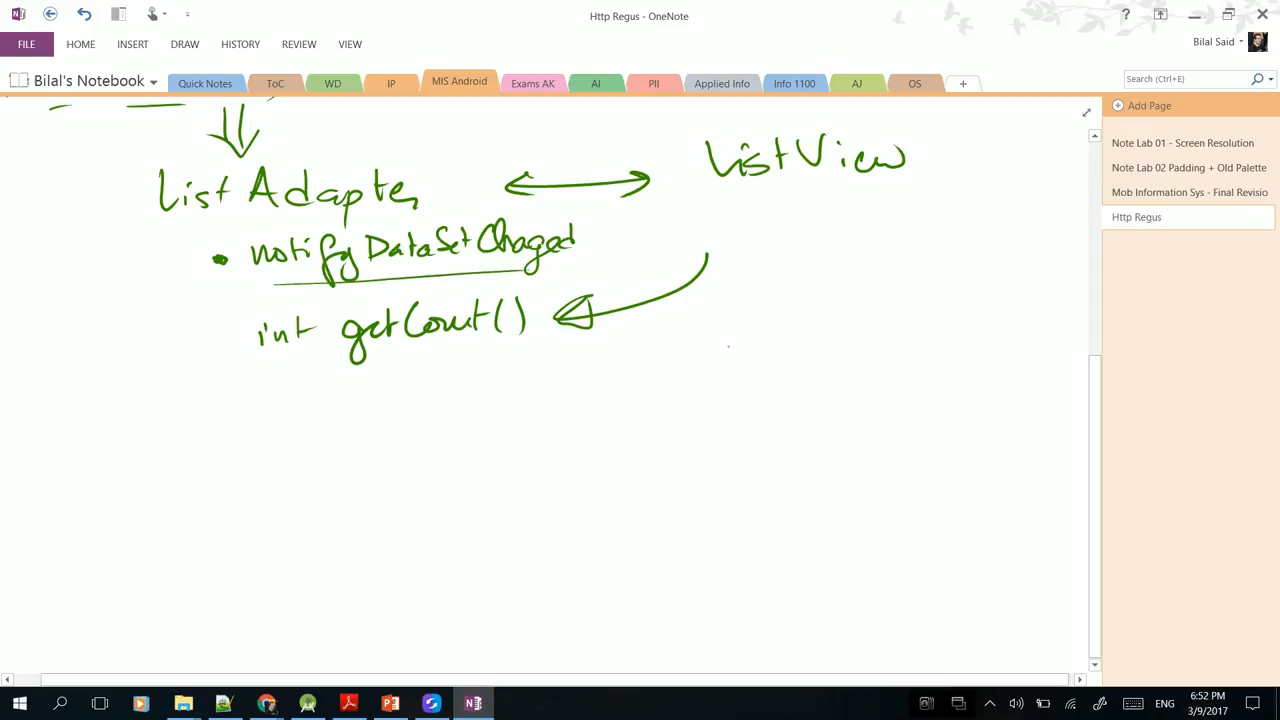 Http Regus - OneNote
?
Bilal Said
FILE HOME INSERT DRAW HISTORY REVIEW VIEW
Bilal's Notebook
Quick Notes ToC WD IP MIS Android Exams AK AI PII Applied Info Info 1100 AJ OS +
Search (Ctrl+E)
Add Page
Note Lab 01 - Screen Resolution
Note Lab 02 Padding + Old Palette
Mob Information Sys - Final Revisio
Http Regus
List Adapter
ListView
• notifyDataSetChaged
int getCount()
6:52 PM
3/9/2017